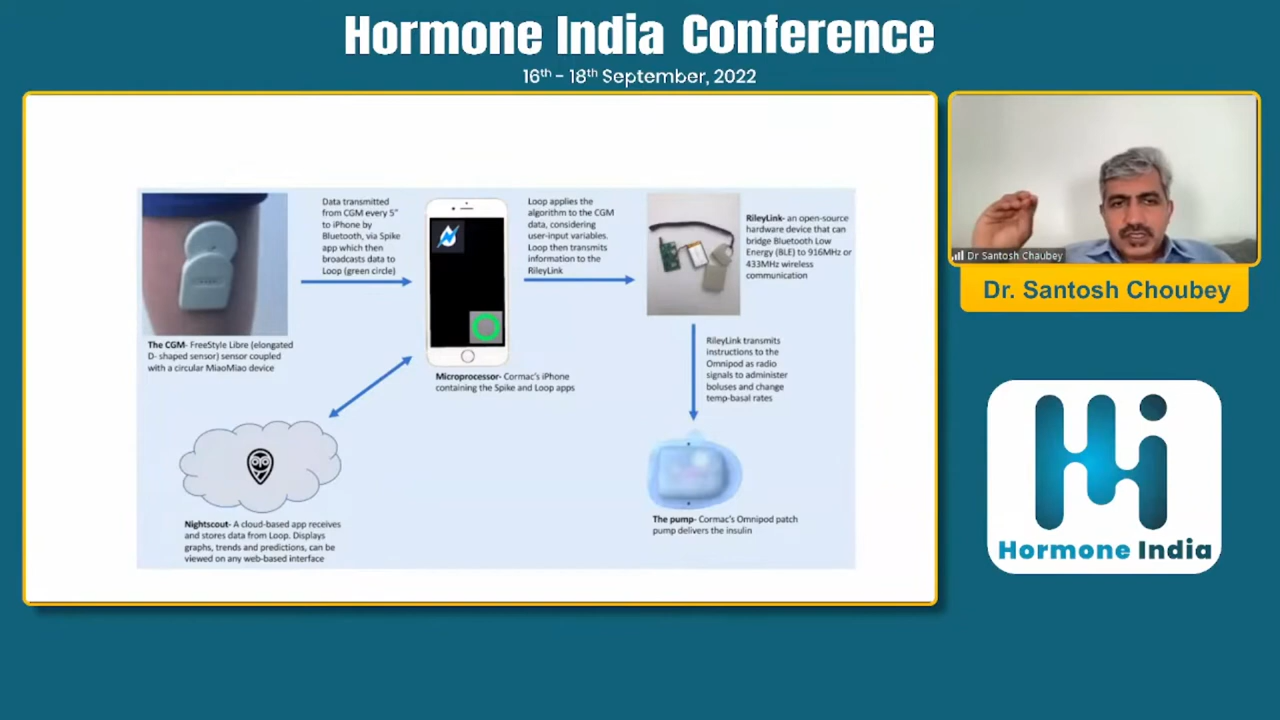 Hormone India Conference
16th - 18th September, 2022
Data transmitted
from CGM every 5"
to iPhone by
Bluetooth, via Spike
app which then
broadcasts data to
Loop (green circle)
Loop applies the
algorithm to the CGM
data, considering
user-input variables.
Loop then transmits
information to the
RileyLink
RileyLink- an open-source
hardware device that can
bridge Bluetooth Low
Energy (BLE) to 916MHz or
433MHz wireless
communication
The CGM- FreeStyle Libre (elongated
D- shaped sensor) sensor coupled
with a circular MiaoMiao device
Microprocessor- Cormac's iPhone
containing the Spike and Loop apps
RileyLink transmits
instructions to the
Omnipod as radio
signals to administer
boluses and change
temp-basal rates
Nightscout- A cloud-based app receives
and stores data from Loop. Displays
graphs, trends and predictions, can be
viewed on any web-based interface
The pump- Cormac's Omnipod patch
pump delivers the insulin
Dr Santosh Chaubey
Dr. Santosh Choubey
Hormone India